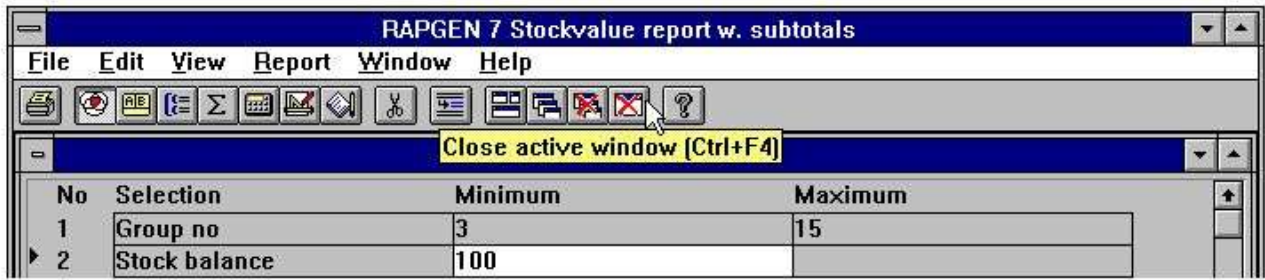 RAPGEN 7 Stockvalue report w. subtotals
File Edit View Report Window Help
Close active window (Ctrl+F4)
No Selection Minimum Maximum
1 Group no 3 15
2 Stock balance 100